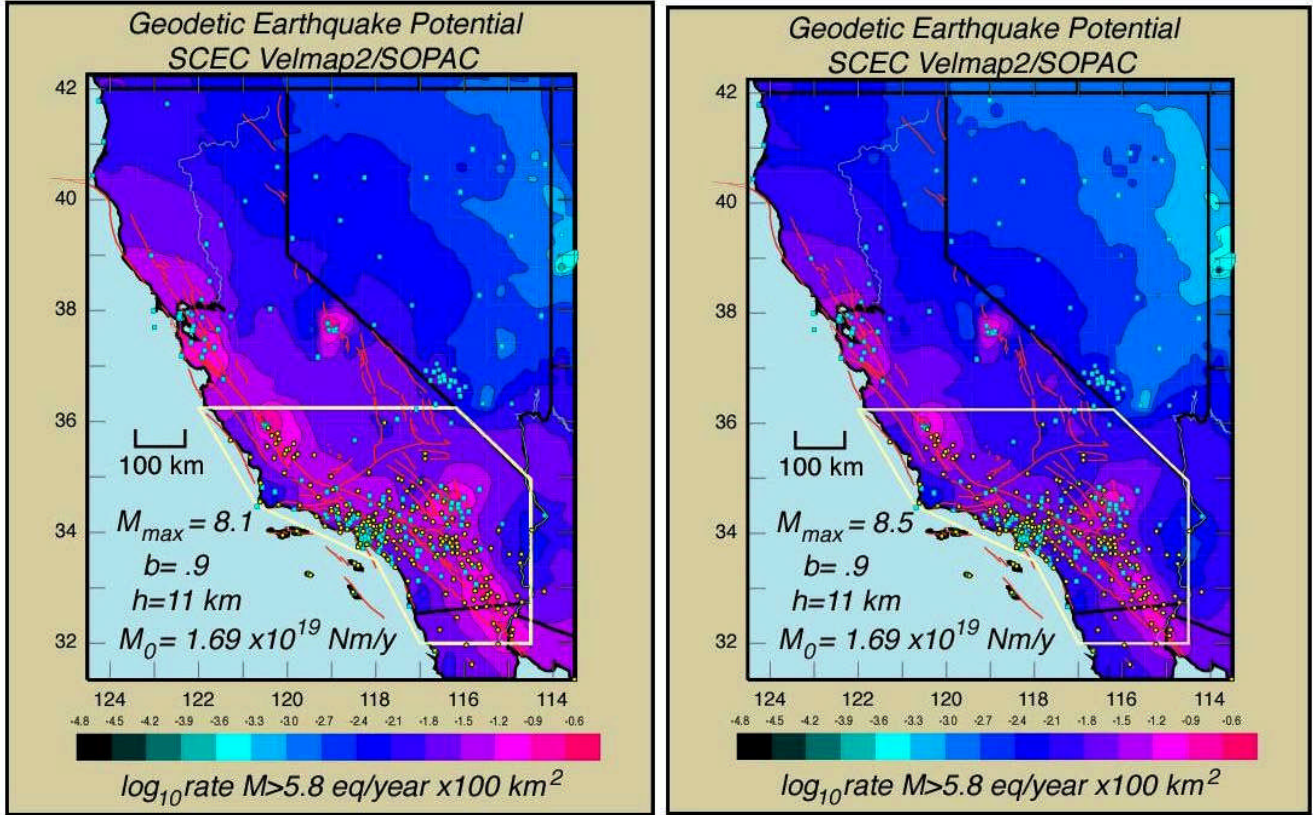 Geodetic Earthquake Potential
SCEC Velmap2/SOPAC
42
40
38
36
34
32
100 km
M_max = 8.1
b= .9
h=11 km
M_0 = 1.69 x10^19 Nm/y
124 122 120 118 116 114
-4.8 -4.5 -4.2 -3.9 -3.6 -3.3 -3.0 -2.7 -2.4 -2.1 -1.8 -1.5 -1.2 -0.9 -0.6
log_10 rate M>5.8 eq/year x100 km^2
Geodetic Earthquake Potential
SCEC Velmap2/SOPAC
42
40
38
36
34
32
100 km
M_max = 8.5
b= .9
h=11 km
M_0 = 1.69 x10^19 Nm/y
124 122 120 118 116 114
-4.8 -4.5 -4.2 -3.9 -3.6 -3.3 -3.0 -2.7 -2.4 -2.1 -1.8 -1.5 -1.2 -0.9 -0.6
log_10 rate M>5.8 eq/year x100 km^2